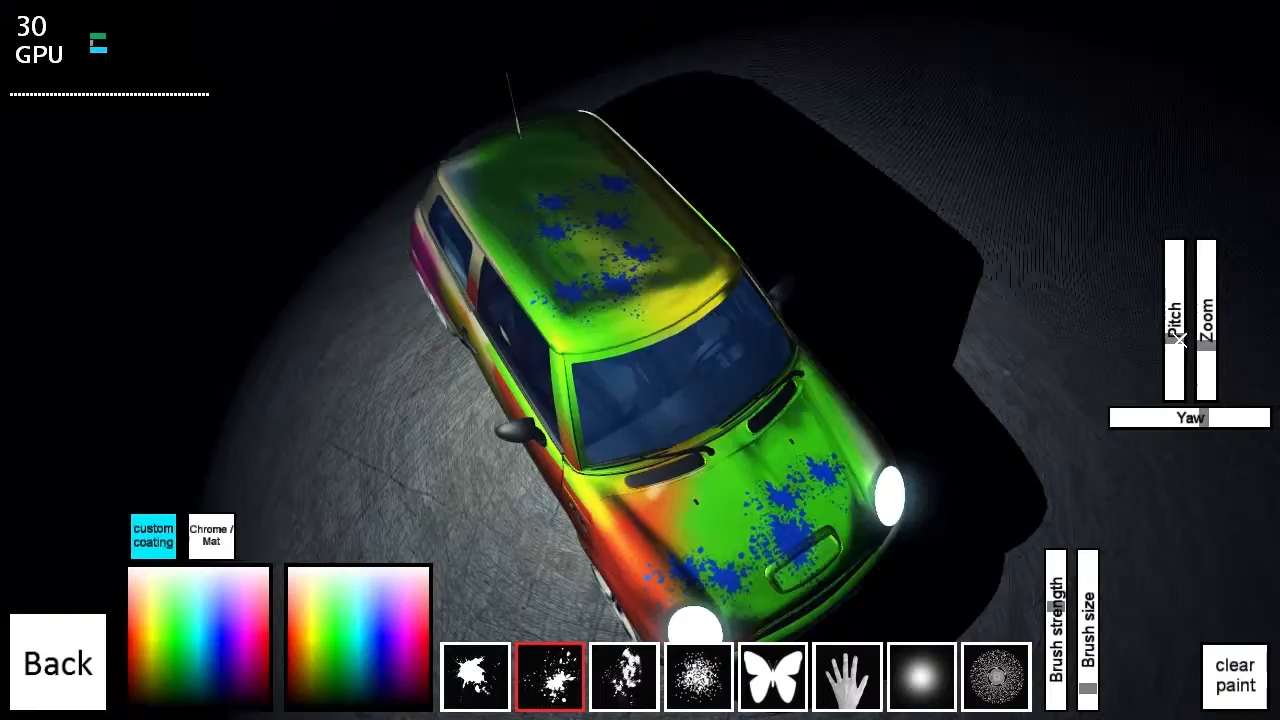 30
GPU
Pitch
Zoom
Yaw
custom
coating
Chrome /
Mat
Back
Brush strength
Brush size
clear
paint